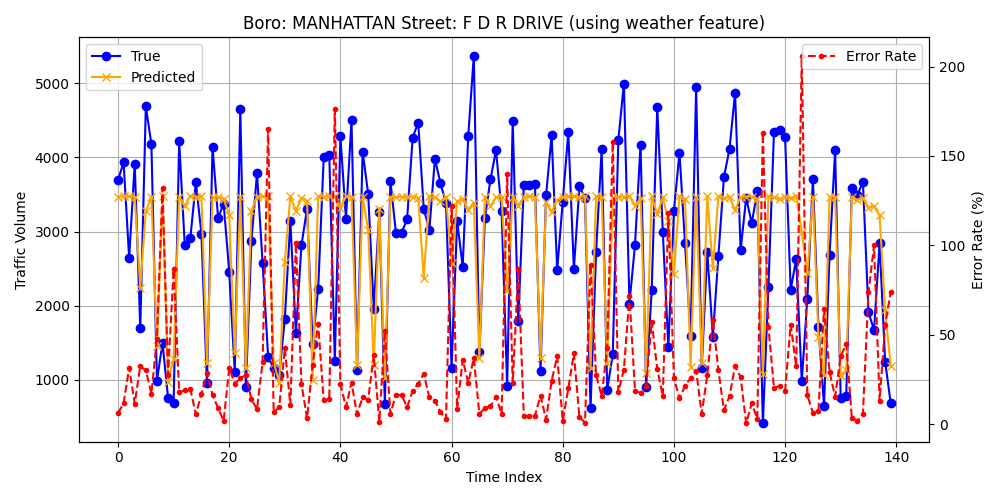 Boro: MANHATTAN Street: F D R DRIVE (using weather feature)
True
Predicted
Error Rate
Traffic Volume
5000
4000
3000
2000
1000
Error Rate (%)
200
150
100
50
0
0 20 40 60 80 100 120 140
Time Index